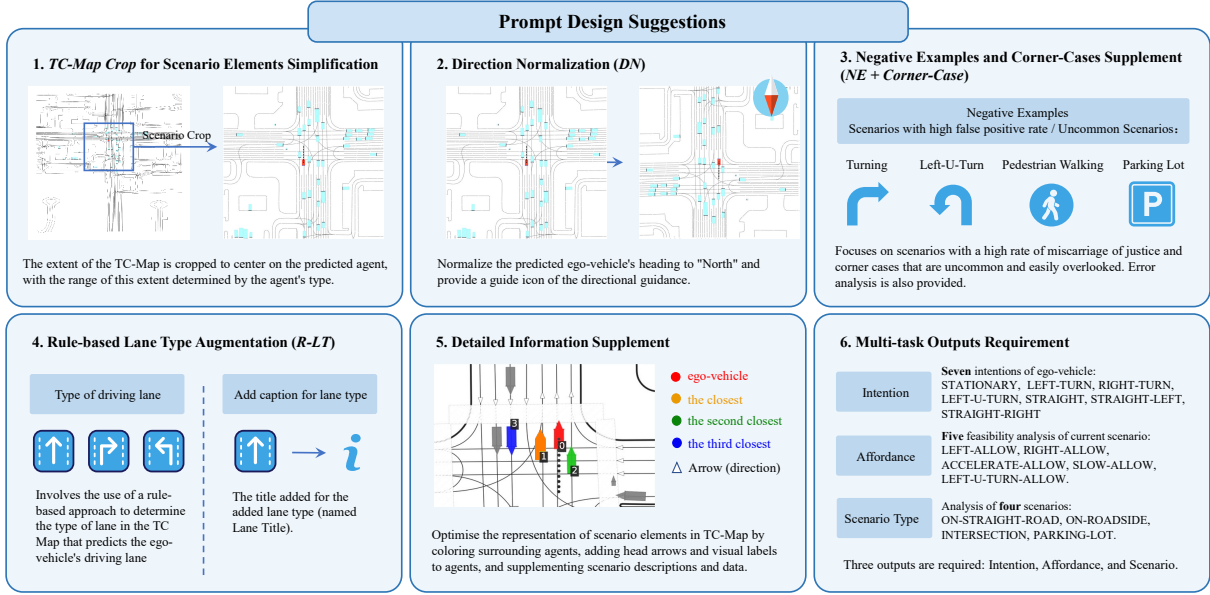 Prompt Design Suggestions
1. TC-Map Crop for Scenario Elements Simplification
Scenario Crop
The extent of the TC-Map is cropped to center on the predicted agent,
with the range of this extent determined by the agent's type.
2. Direction Normalization (DN)
Normalize the predicted ego-vehicle's heading to "North" and
provide a guide icon of the directional guidance.
3. Negative Examples and Corner-Cases Supplement
(NE + Corner-Case)
Negative Examples
Scenarios with high false positive rate / Uncommon Scenarios:
Turning
Left-U-Turn
Pedestrian Walking
Parking Lot
P
Focuses on scenarios with a high rate of miscarriage of justice and
corner cases that are uncommon and easily overlooked. Error
analysis is also provided.
4. Rule-based Lane Type Augmentation (R-LT)
Type of driving lane
Involves the use of a rule-
based approach to determine
the type of lane in the TC
Map that predicts the ego-
vehicle's driving lane
Add caption for lane type
i
The title added for the
added lane type (named
Lane Title).
5. Detailed Information Supplement
3
0
1
2
ego-vehicle
the closest
the second closest
the third closest
Arrow (direction)
Optimise the representation of scenario elements in TC-Map by
coloring surrounding agents, adding head arrows and visual labels
to agents, and supplementing scenario descriptions and data.
6. Multi-task Outputs Requirement
Intention
Seven intentions of ego-vehicle:
STATIONARY, LEFT-TURN, RIGHT-TURN,
LEFT-U-TURN, STRAIGHT, STRAIGHT-LEFT,
STRAIGHT-RIGHT
Affordance
Five feasibility analysis of current scenario:
LEFT-ALLOW, RIGHT-ALLOW,
ACCELERATE-ALLOW, SLOW-ALLOW,
LEFT-U-TURN-ALLOW.
Scenario Type
Analysis of four scenarios:
ON-STRAIGHT-ROAD, ON-ROADSIDE,
INTERSECTION, PARKING-LOT.
Three outputs are required: Intention, Affordance, and Scenario.